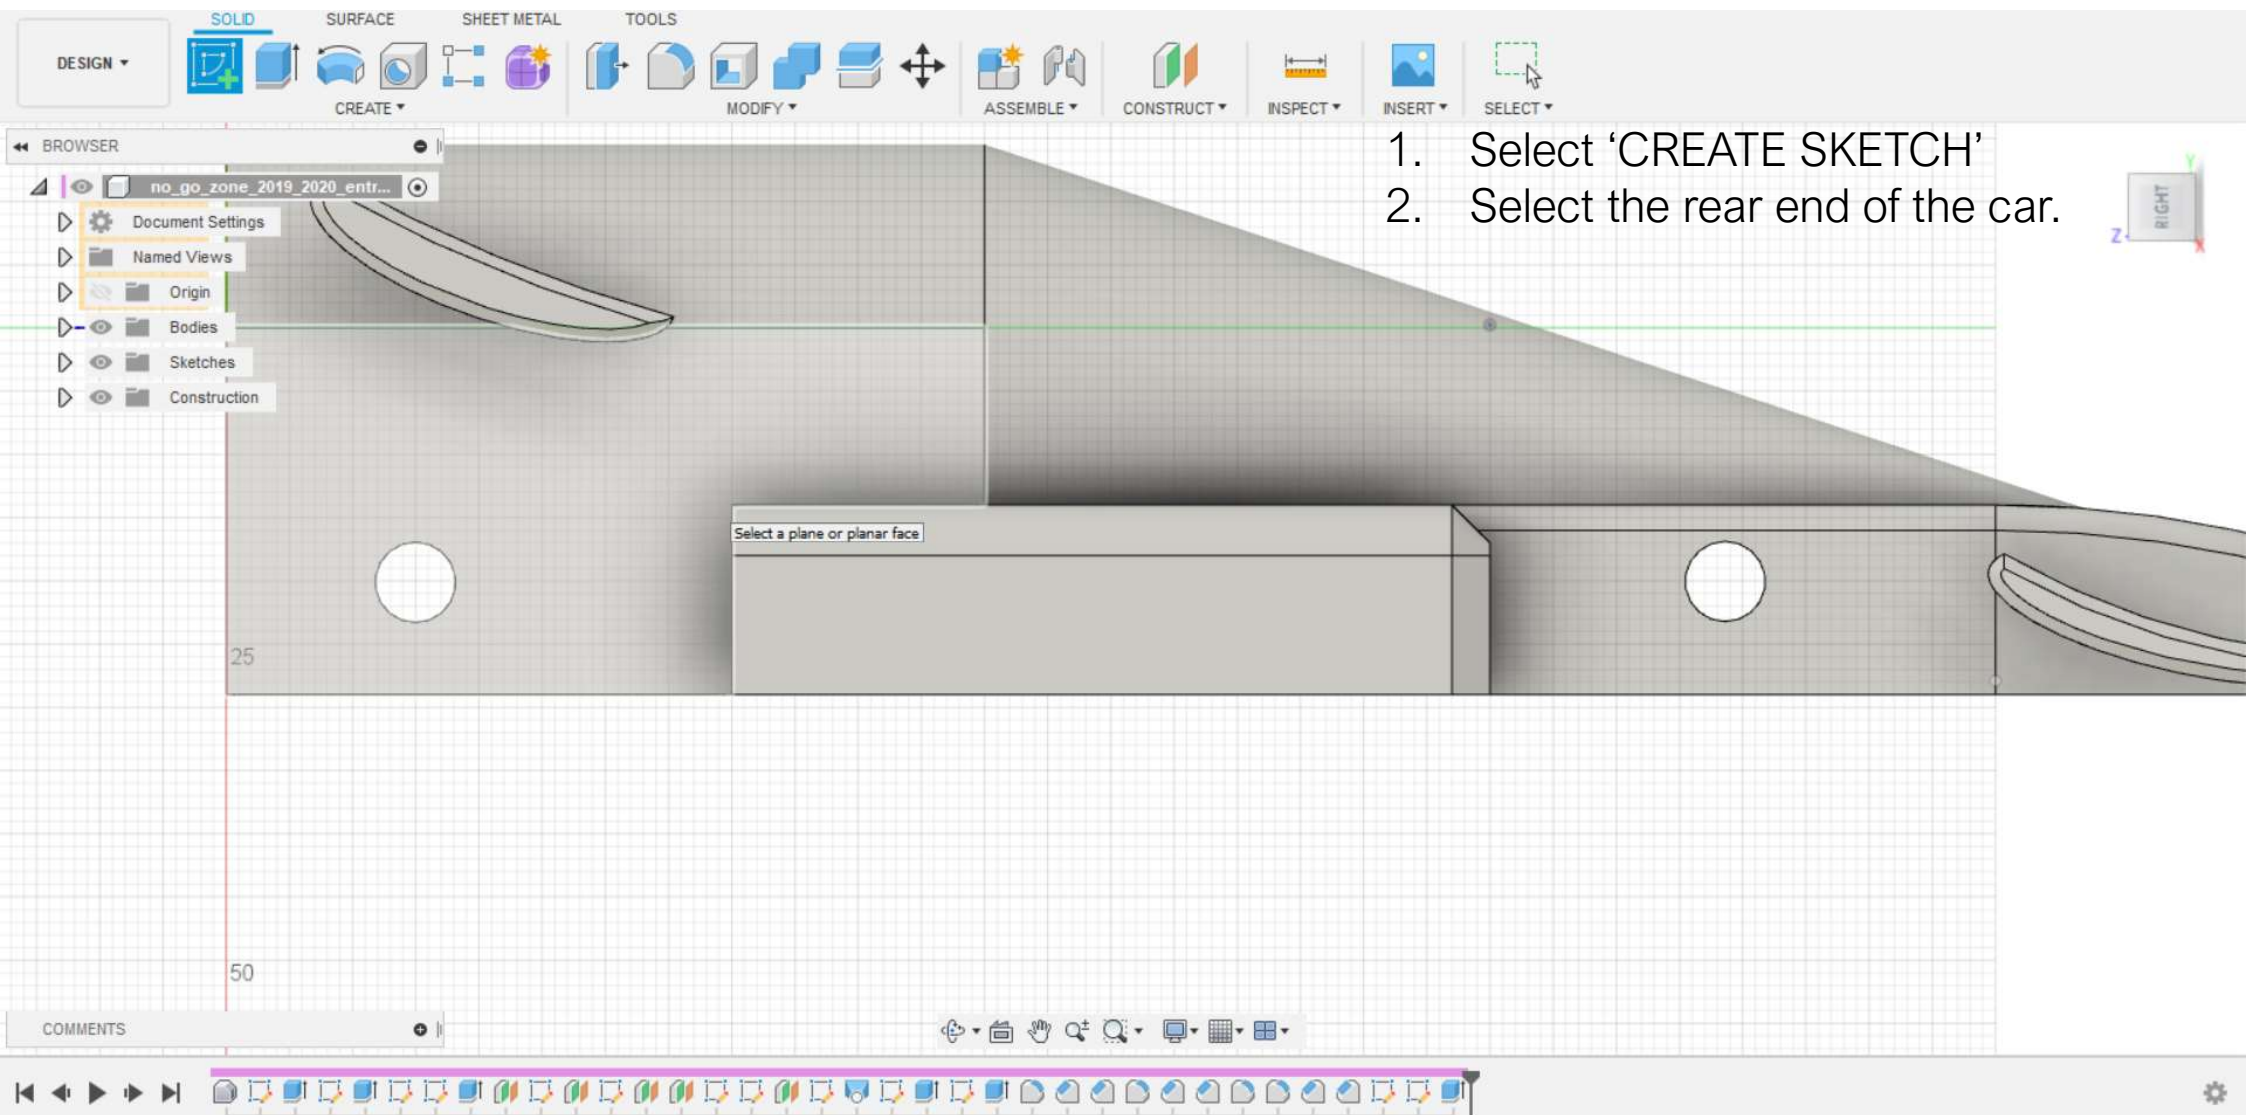 SOLID SURFACE SHEET METAL TOOLS
DESIGN
CREATE MODIFY ASSEMBLE CONSTRUCT INSPECT INSERT SELECT
BROWSER
no_go_zone_2019_2020_entr...
Document Settings
Named Views
Origin
Bodies
Sketches
Construction
1. Select ‘CREATE SKETCH’
2. Select the rear end of the car.
Y
RIGHT
Z
X
Select a plane or planar face
25
50
COMMENTS